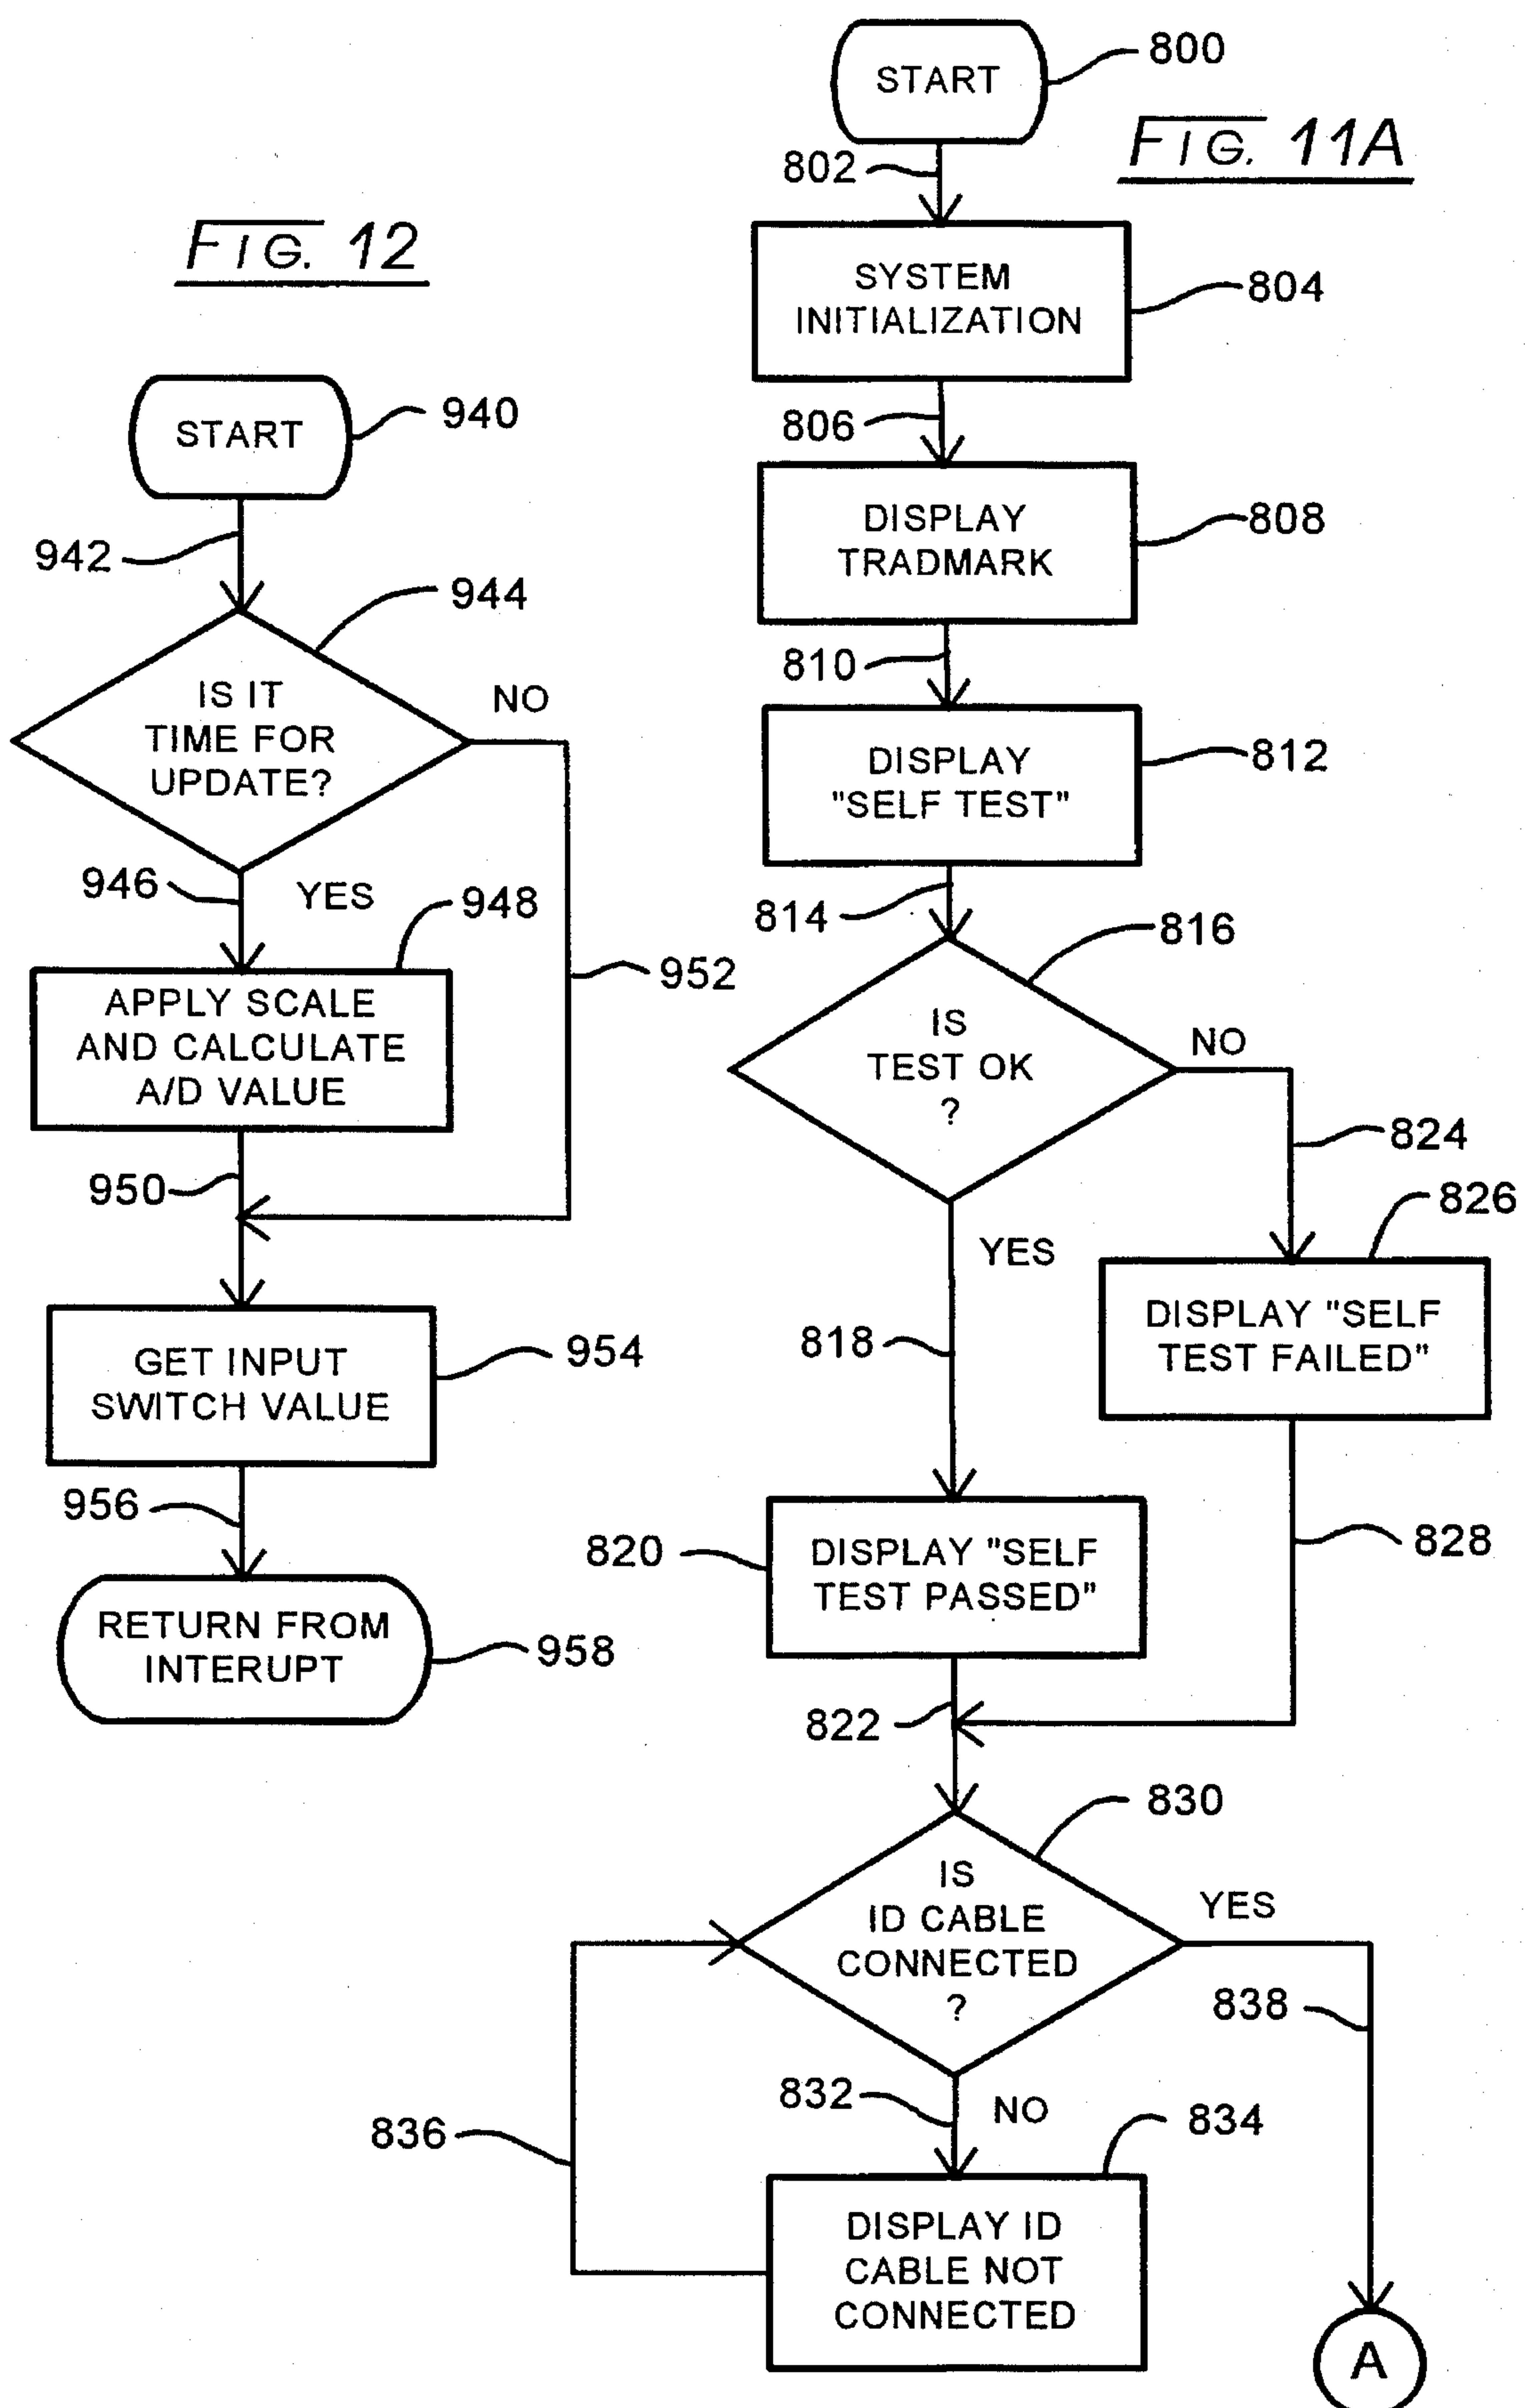 FIG. 12
START
940
942
944
IS IT
TIME FOR
UPDATE?
NO
946
YES
948
952
APPLY SCALE
AND CALCULATE
A/D VALUE
950
GET INPUT
SWITCH VALUE
954
956
RETURN FROM
INTERUPT
958
START
800
FIG. 11A
802
SYSTEM
INITIALIZATION
804
806
DISPLAY
TRADMARK
808
810
DISPLAY
"SELF TEST"
812
814
816
IS
TEST OK
?
NO
824
826
YES
DISPLAY "SELF
TEST FAILED"
818
828
820
DISPLAY "SELF
TEST PASSED"
822
830
IS
ID CABLE
CONNECTED
?
YES
838
832
NO
834
836
DISPLAY ID
CABLE NOT
CONNECTED
A